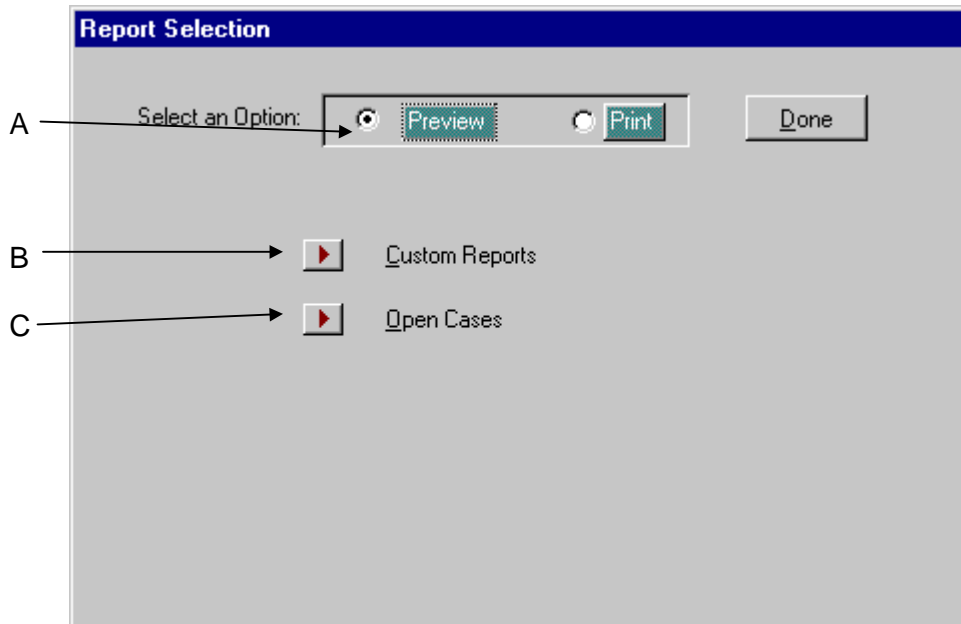 Report Selection
A Select an Option: Preview Print Done
B Custom Reports
C Open Cases